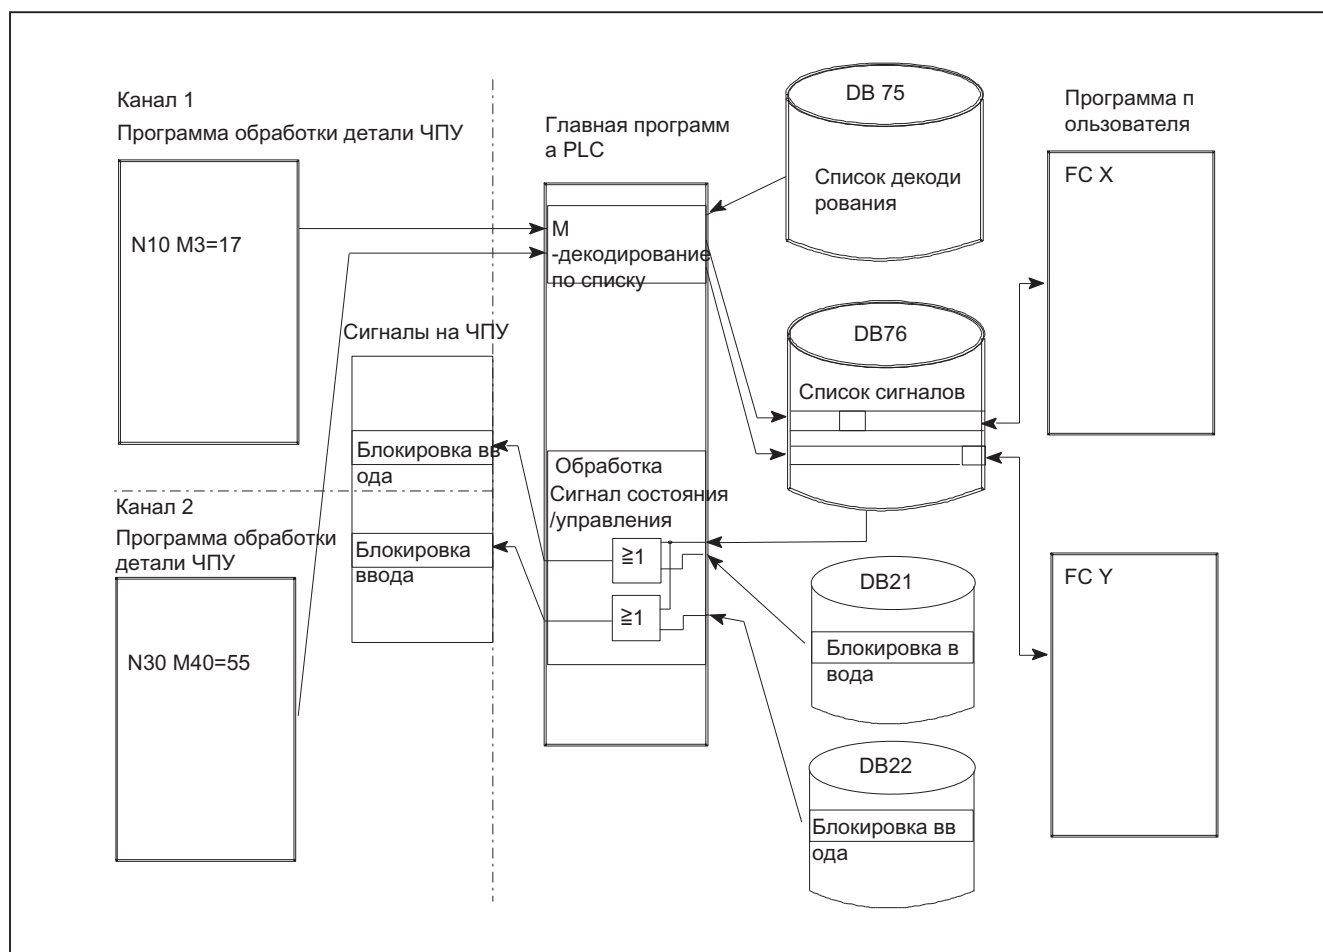 Канал 1
Программа обработки детали ЧПУ
N10 M3=17
Сигналы на ЧПУ
Блокировка вв
ода
Канал 2
Программа обработки
детали ЧПУ
Блокировка
ввода
N30 M40=55
Главная программ
а PLC
М
-декодирование
по списку
Обработка
Сигнал состояния
/управления
≧1
≧1
DB 75
Список декоди
рования
DB76
Список сигналов
DB21
Блокировка в
вода
DB22
Блокировка вв
ода
Программа п
ользователя
FC X
FC Y